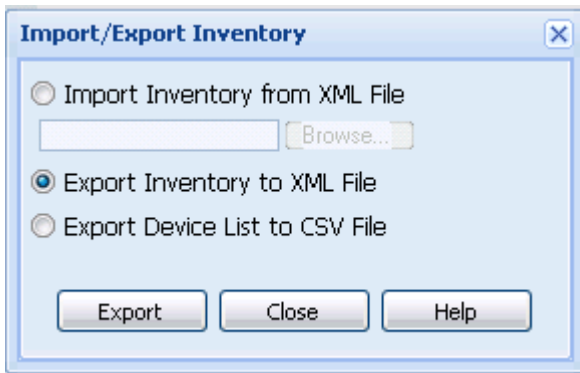 Import/Export Inventory
Import Inventory from XML File
Browse...
Export Inventory to XML File
Export Device List to CSV File
Export Close Help